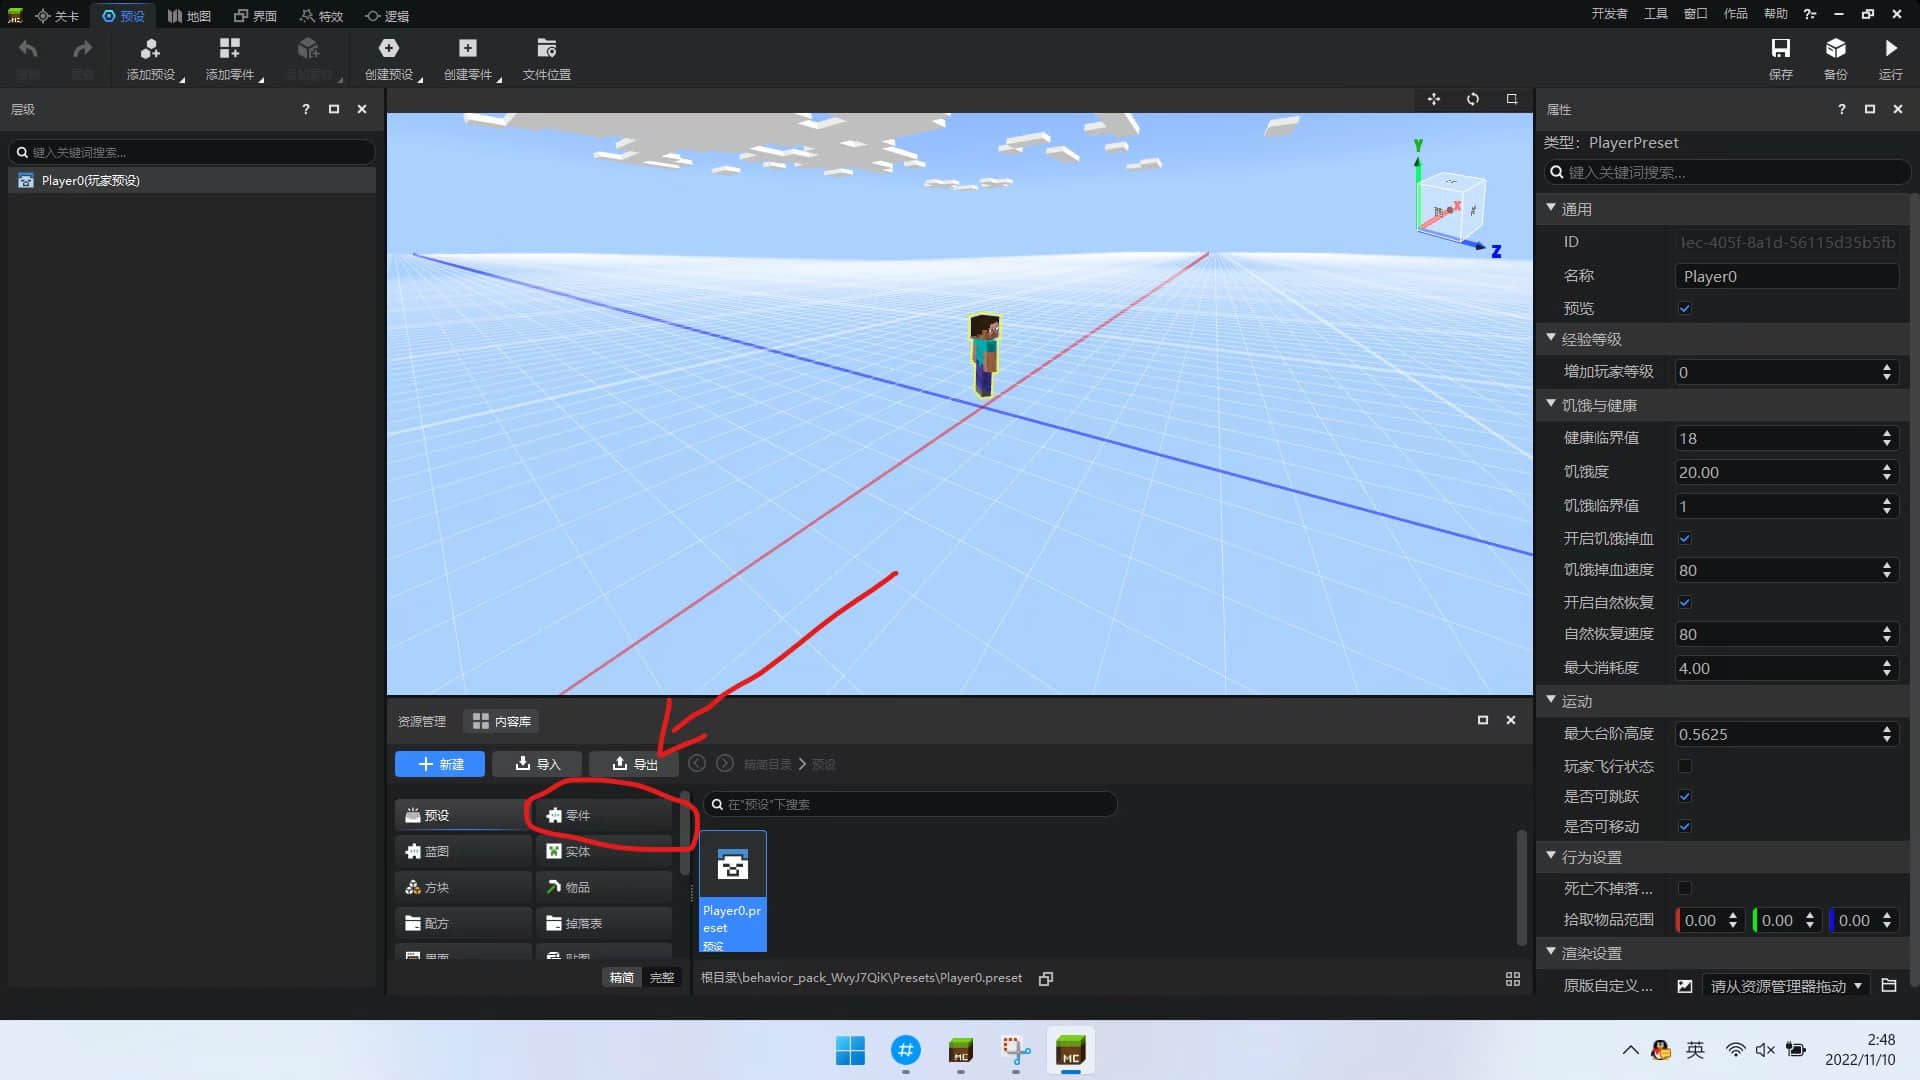 关卡
预设
地图
界面
特效
逻辑
开发者
工具
窗口
作品
帮助
添加预设
添加零件
创建预设
创建零件
文件位置
保存
备份
运行
层级
键入关键词搜索...
Player0(玩家预设)
Y
X
Z
属性
类型：PlayerPreset
键入关键词搜索...
通用
ID
1ec-405f-8a1d-56115d35b5fb
名称
Player0
预览
经验等级
增加玩家等级
0
饥饿与健康
健康临界值
18
饥饿度
20.00
饥饿临界值
1
开启饥饿掉血
饥饿掉血速度
80
开启自然恢复
自然恢复速度
80
最大消耗度
4.00
运动
最大台阶高度
0.5625
玩家飞行状态
是否可跳跃
是否可移动
行为设置
死亡不掉落...
拾取物品范围
0.00
0.00
0.00
渲染设置
原版自定义...
请从资源管理器拖动
资源管理
内容库
新建
导入
导出
精简目录
预设
预设
零件
蓝图
实体
方块
物品
配方
掉落表
界面
贴图
精简
完整
在"预设"下搜索
Player0.pr
eset
预设
根目录\behavior_pack_WvyJ7QiK\Presets\Player0.preset
MC
MC
英
2:48
2022/11/10